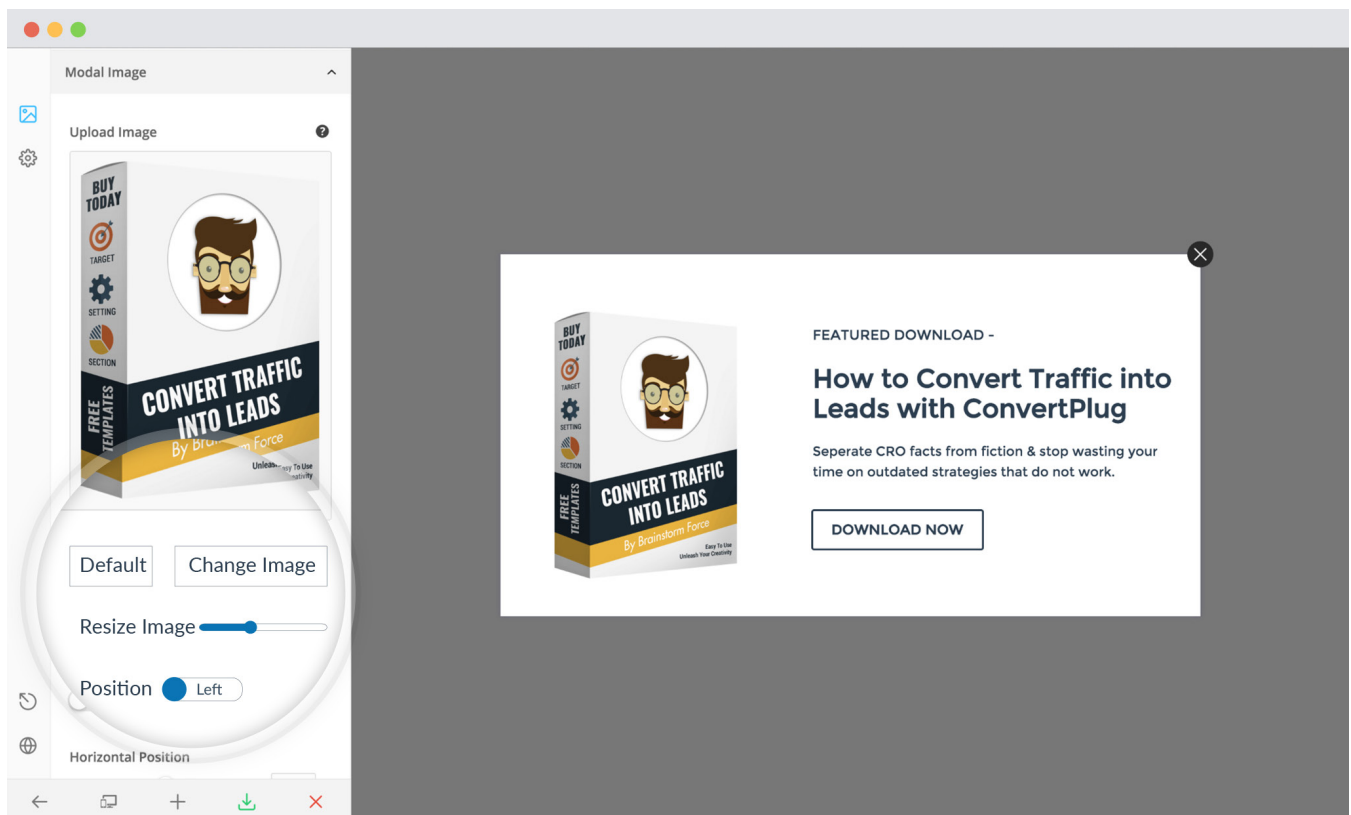 Modal Image
Upload Image
?
BUY
TODAY
TARGET
SETTING
SECTION
FREE
TEMPLATES
CONVERT TRAFFIC
INTO LEADS
By Force
Easy To Use
Default
Change Image
Resize Image
Position
Left
Horizontal Position
BUY
TODAY
TARGET
SETTING
SECTION
FREE
TEMPLATES
CONVERT TRAFFIC
INTO LEADS
By Brainstorm Force
Easy To Use
Unleash Your Creativity
FEATURED DOWNLOAD -
How to Convert Traffic into
Leads with ConvertPlug
Seperate CRO facts from fiction & stop wasting your
time on outdated strategies that do not work.
DOWNLOAD NOW